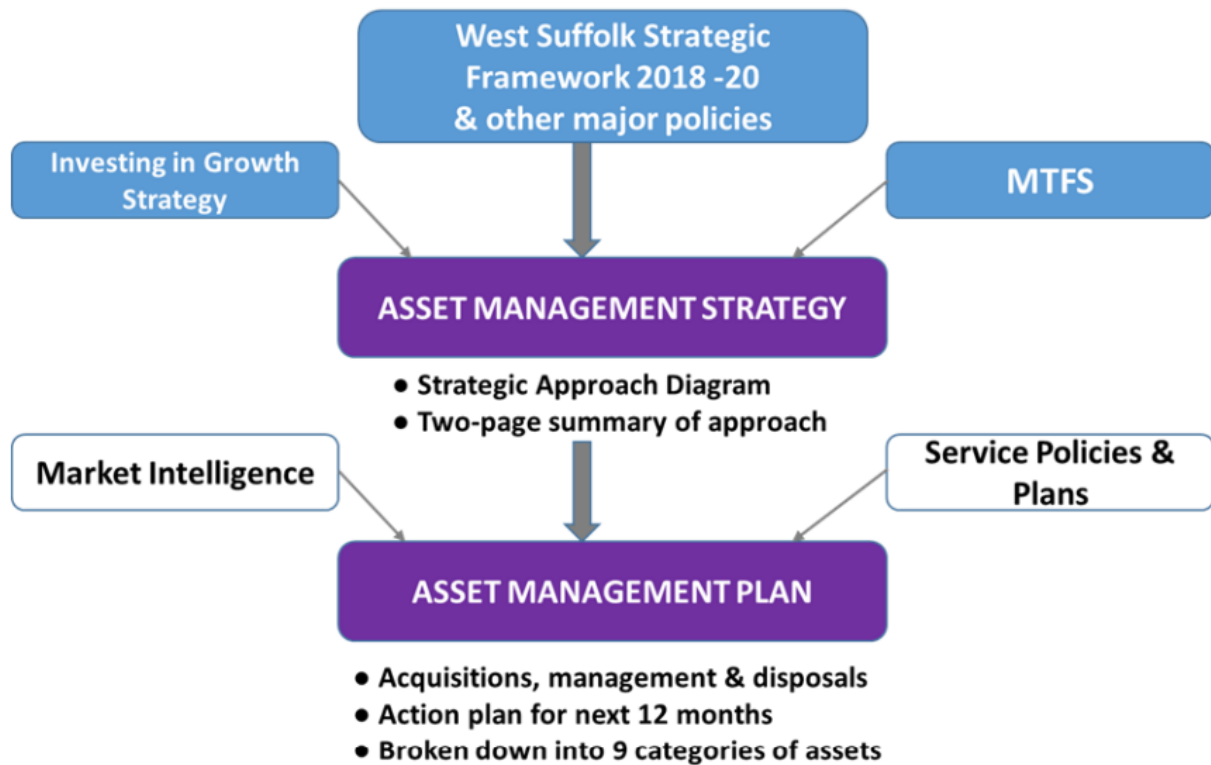 West Suffolk Strategic
Framework 2018 -20
& other major policies
Investing in Growth
Strategy
MTFS
ASSET MANAGEMENT STRATEGY
● Strategic Approach Diagram
● Two-page summary of approach
Market Intelligence
Service Policies &
Plans
ASSET MANAGEMENT PLAN
● Acquisitions, management & disposals
● Action plan for next 12 months
● Broken down into 9 categories of assets